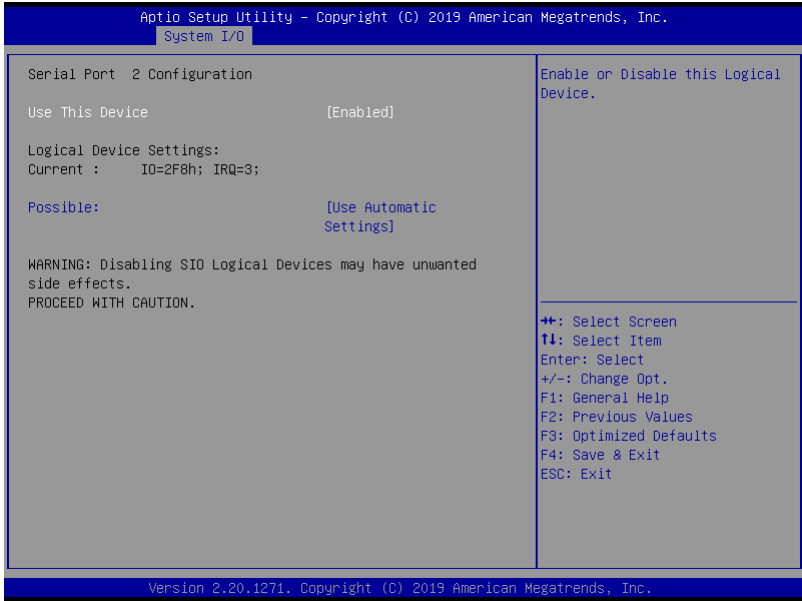 Aptio Setup Utility – Copyright (C) 2019 American Megatrends, Inc.
System I/O
Serial Port  2 Configuration
Use This Device [Enabled]
Logical Device Settings:
Current :     IO=2F8h; IRQ=3;
Possible: [Use Automatic
Settings]
WARNING: Disabling SIO Logical Devices may have unwanted
side effects.
PROCEED WITH CAUTION.
Enable or Disable this Logical
Device.
→←: Select Screen
↑↓: Select Item
Enter: Select
+/-: Change Opt.
F1: General Help
F2: Previous Values
F3: Optimized Defaults
F4: Save & Exit
ESC: Exit
Version 2.20.1271. Copyright (C) 2019 American Megatrends, Inc.